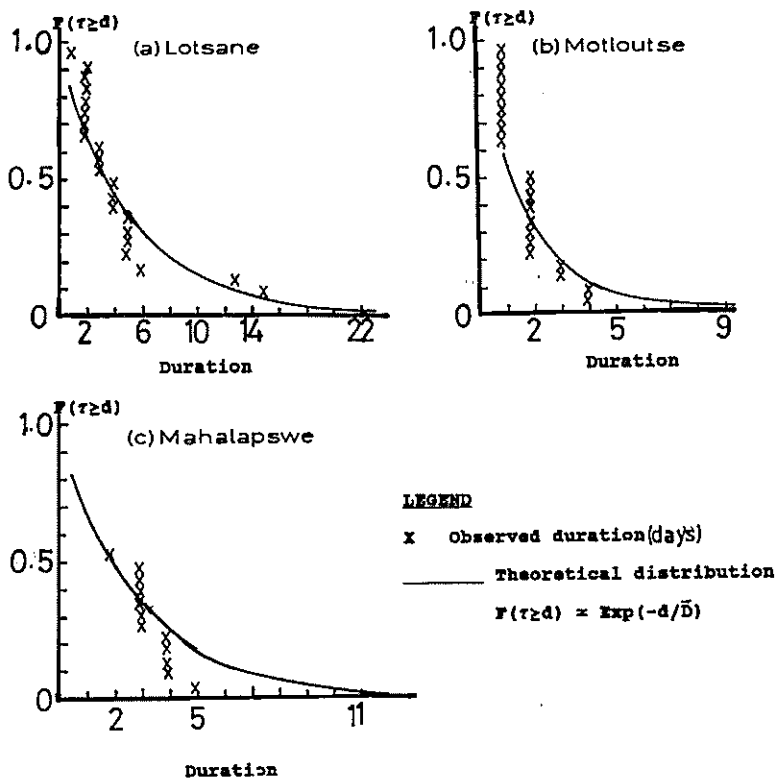 F(τ≥d)
1.0
(a) Lotsane
0.5
0
2 6 10 14 22
Duration
F(τ≥d)
1.0
(b) Motloutse
0.5
0
2 5 9
Duration
F(τ≥d)
1.0
(c) Mahalapswe
0.5
0
2 5 11
Duration
LEGEND
X Observed duration(days)
Theoretical distribution
F(τ≥d) ≃ Exp(-d/D̄)